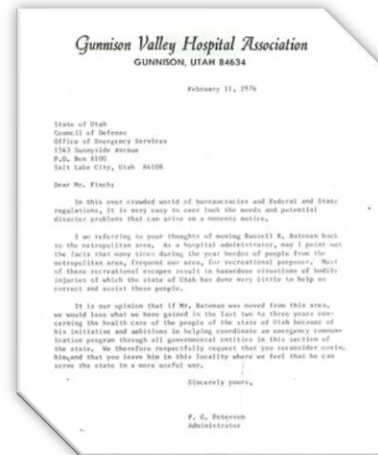 Gunnison Valley Hospital Association
GUNNISON, UTAH 84634
February 11, 1976
State of Utah
Council of Defense
Office of Emergency Services
1543 Sunnyside Avenue
P.O. Box 8100
Salt Lake City, Utah 84108
Dear Mr. Finch:
In this over crowded world of bureaucracies and Federal and State
regulations, it is very easy to over look the needs and potential
disaster problems that can arise on a moments notice.
I am referring to your thoughts of moving Russell R. Bateman back
to the metropolitan area. As a hospital administrator, may I point out
the facts that many times during the year hordes of people from the
metropolitan area, frequent our area, for recreational purposes. Most
of these recreational escapes result in hazardous situations of bodily
injuries of which the state of Utah has done very little to help us
correct and assist these people.
It is our opinion that if Mr. Bateman was moved from this area,
we would lose what we have gained in the last two to three years con-
cerning the health care of the people of the state of Utah because of
his initiative and ambitions in helping coordinate an emergency commun-
ication program through all governmental entities in this section of
the state. We therefore respectfully request that you reconsider moving
him, and that you leave him in this locality where we feel that he can
serve the state in a more useful way.
Sincerely yours,
F. G. Peterson
Administrator